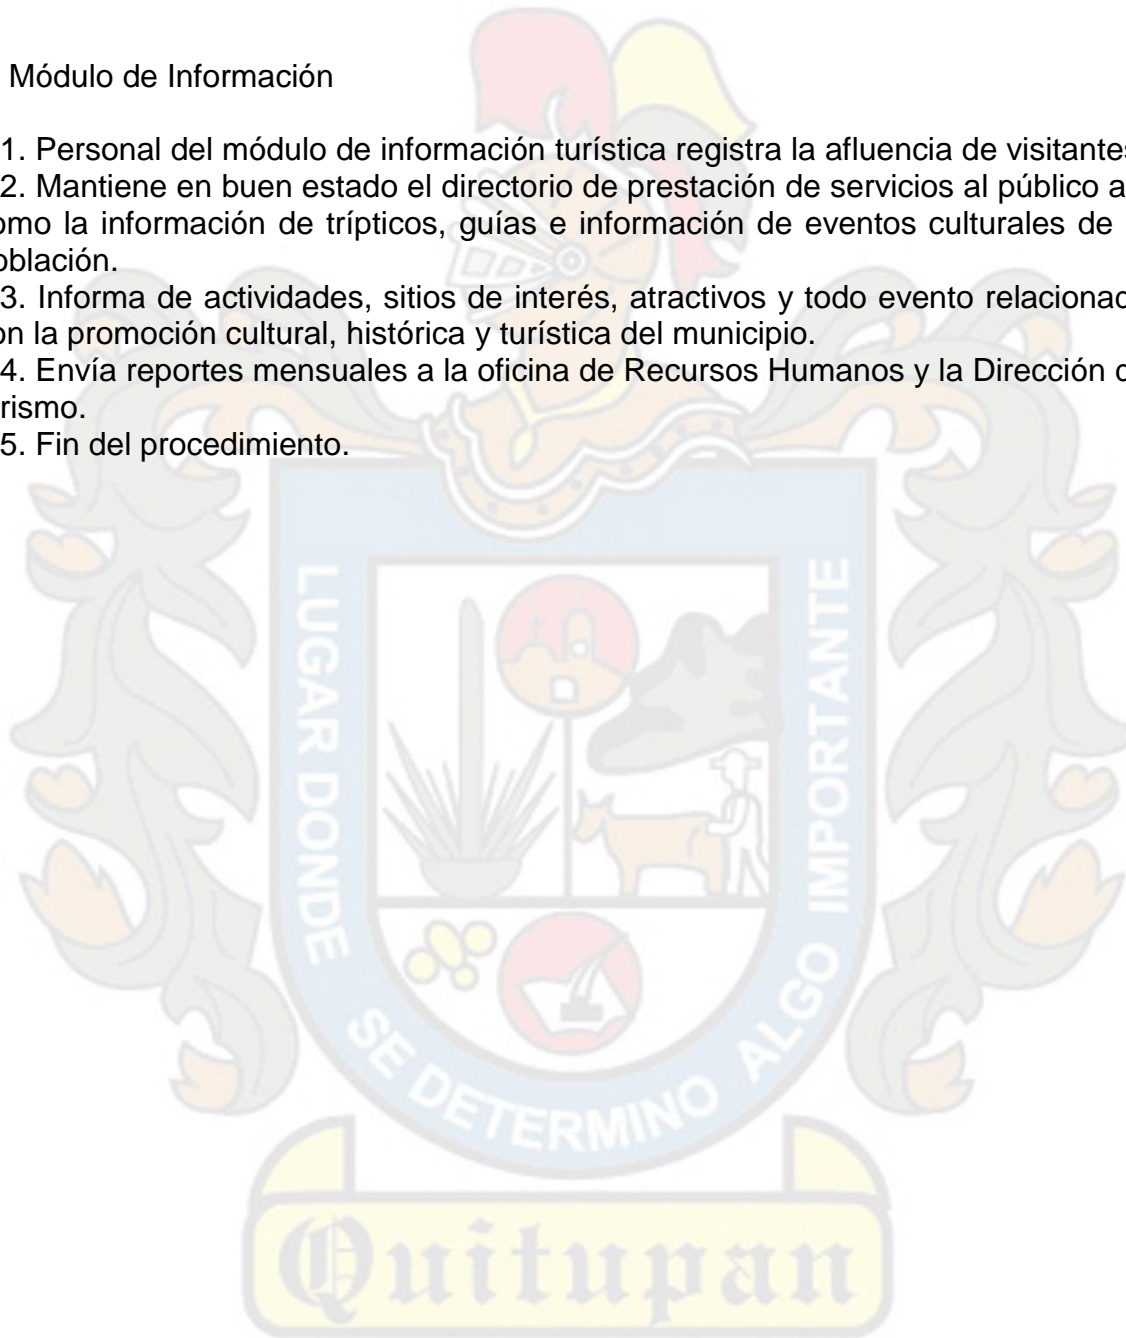 Módulo de Información
1. Personal del módulo de información turística registra la afluencia de visitantes
2. Mantiene en buen estado el directorio de prestación de servicios al público a
omo la información de trípticos, guías e información de eventos culturales de
oblación.
3. Informa de actividades, sitios de interés, atractivos y todo evento relacionad
on la promoción cultural, histórica y turística del municipio.
4. Envía reportes mensuales a la oficina de Recursos Humanos y la Dirección d
rismo.
5. Fin del procedimiento.
LUGAR DONDE SE DETERMINO ALGO IMPORTANTE
Quitupan